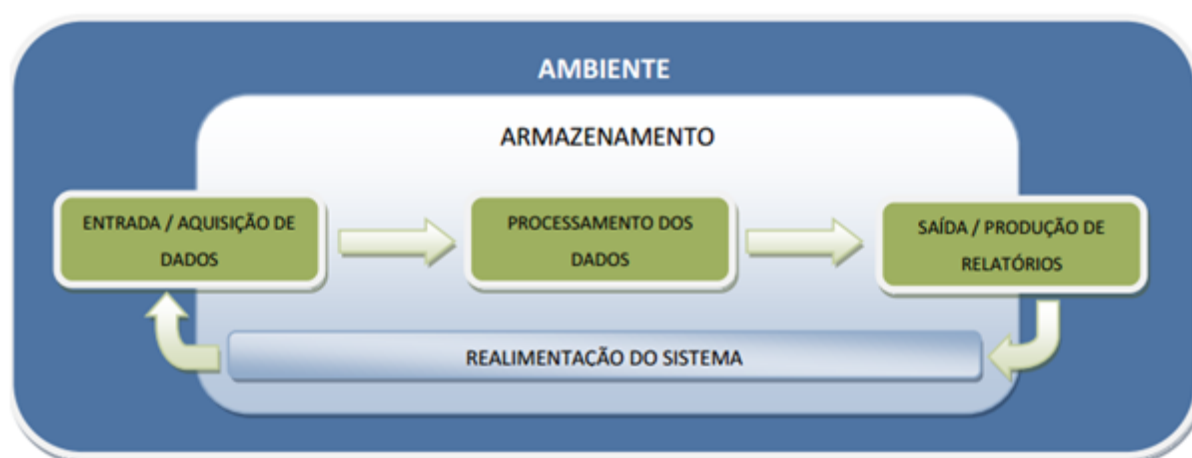 AMBIENTE
ARMAZENAMENTO
ENTRADA / AQUISIÇÃO DE
DADOS
PROCESSAMENTO DOS
DADOS
SAÍDA / PRODUÇÃO DE
RELATÓRIOS
REALIMENTAÇÃO DO SISTEMA